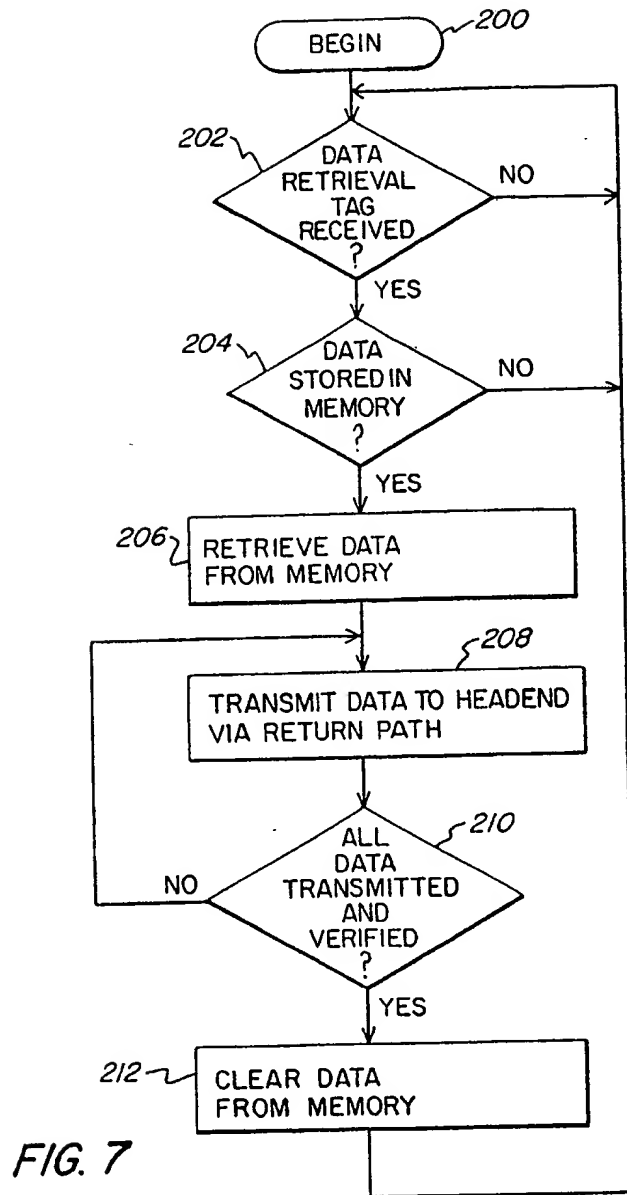 BEGIN
200
202
DATA
RETRIEVAL
TAG
RECEIVED
?
NO
YES
204
DATA
STORED IN
MEMORY
?
NO
YES
206
RETRIEVE DATA
FROM MEMORY
208
TRANSMIT DATA TO HEADEND
VIA RETURN PATH
210
ALL
DATA
TRANSMITTED
AND
VERIFIED
?
NO
YES
212
CLEAR DATA
FROM MEMORY
FIG. 7